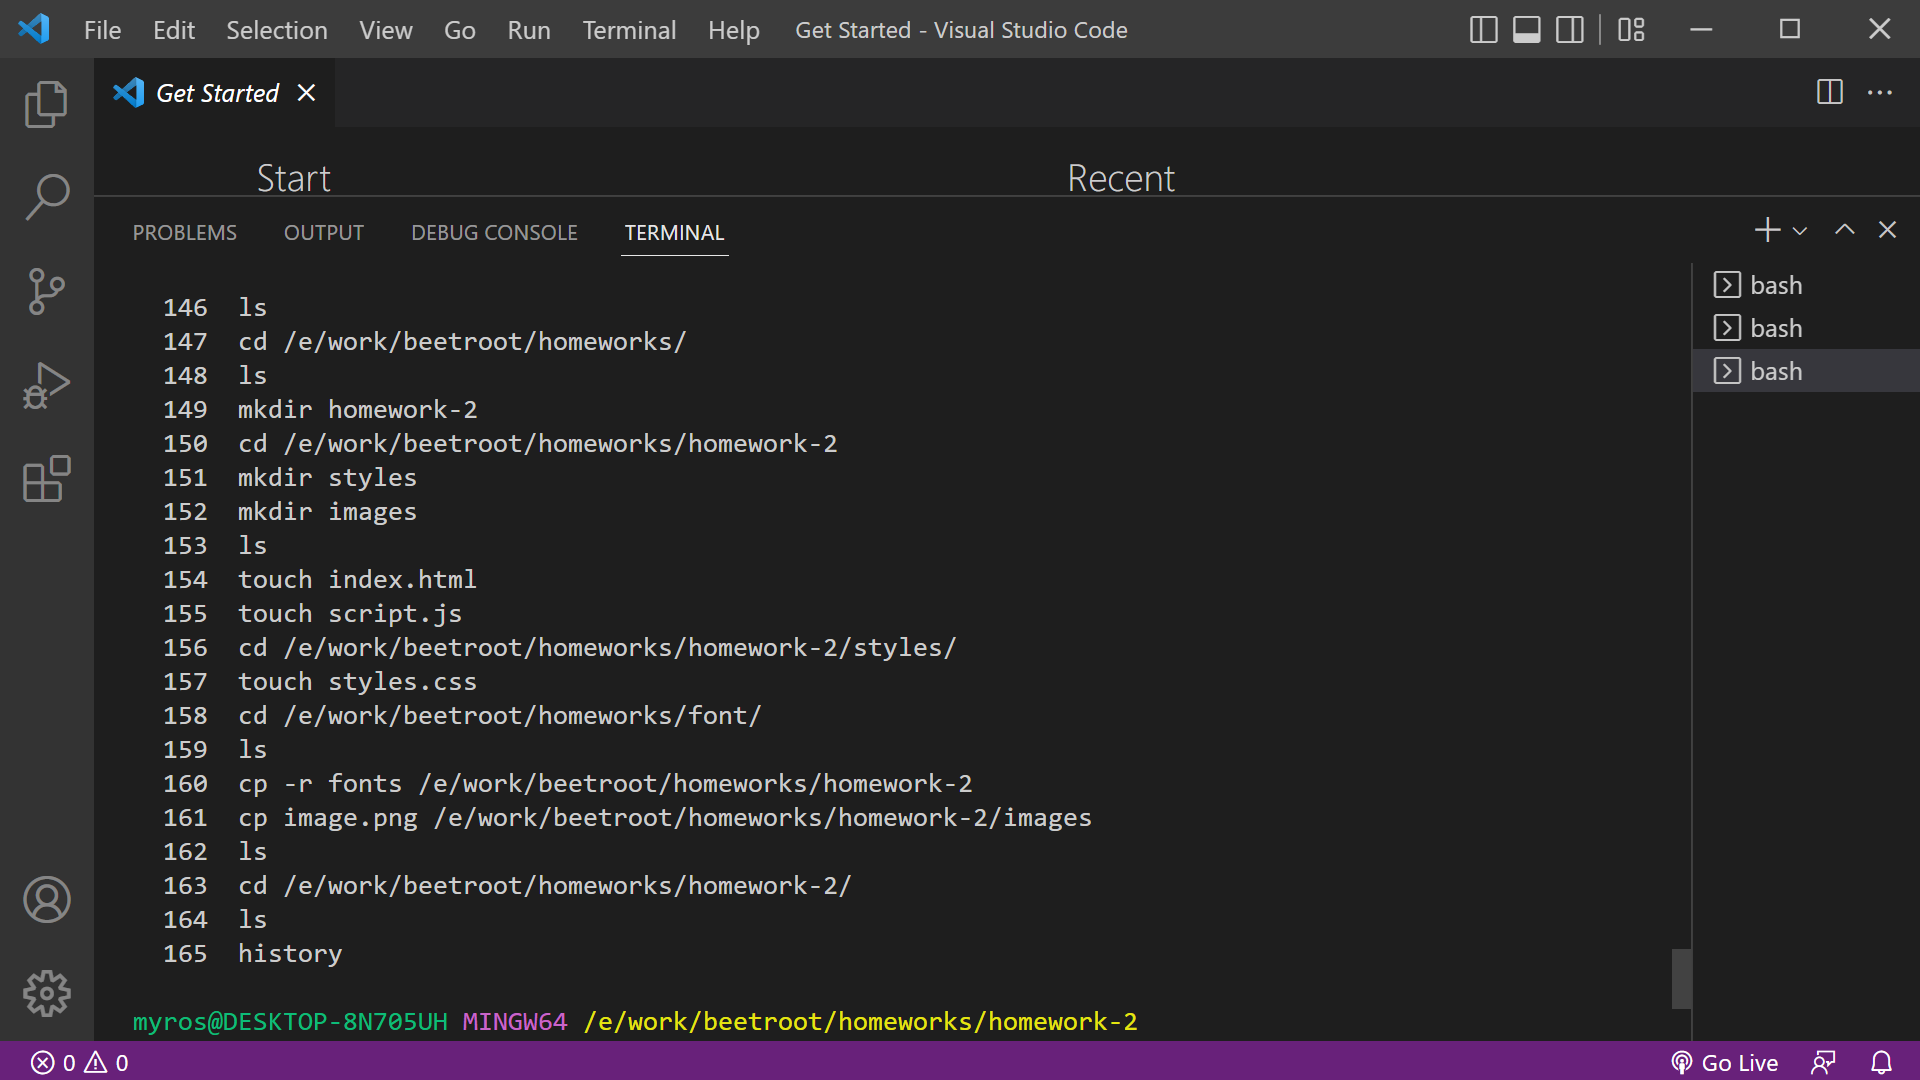 File Edit Selection View Go Run Terminal Help Get Started - Visual Studio Code
Get Started
Start Recent
PROBLEMS OUTPUT DEBUG CONSOLE TERMINAL
bash
bash
bash
146 ls
147 cd /e/work/beetroot/homeworks/
148 ls
149 mkdir homework-2
150 cd /e/work/beetroot/homeworks/homework-2
151 mkdir styles
152 mkdir images
153 ls
154 touch index.html
155 touch script.js
156 cd /e/work/beetroot/homeworks/homework-2/styles/
157 touch styles.css
158 cd /e/work/beetroot/homeworks/font/
159 ls
160 cp -r fonts /e/work/beetroot/homeworks/homework-2
161 cp image.png /e/work/beetroot/homeworks/homework-2/images
162 ls
163 cd /e/work/beetroot/homeworks/homework-2/
164 ls
165 history
myros@DESKTOP-8N705UH MINGW64 /e/work/beetroot/homeworks/homework-2
0 0 Go Live